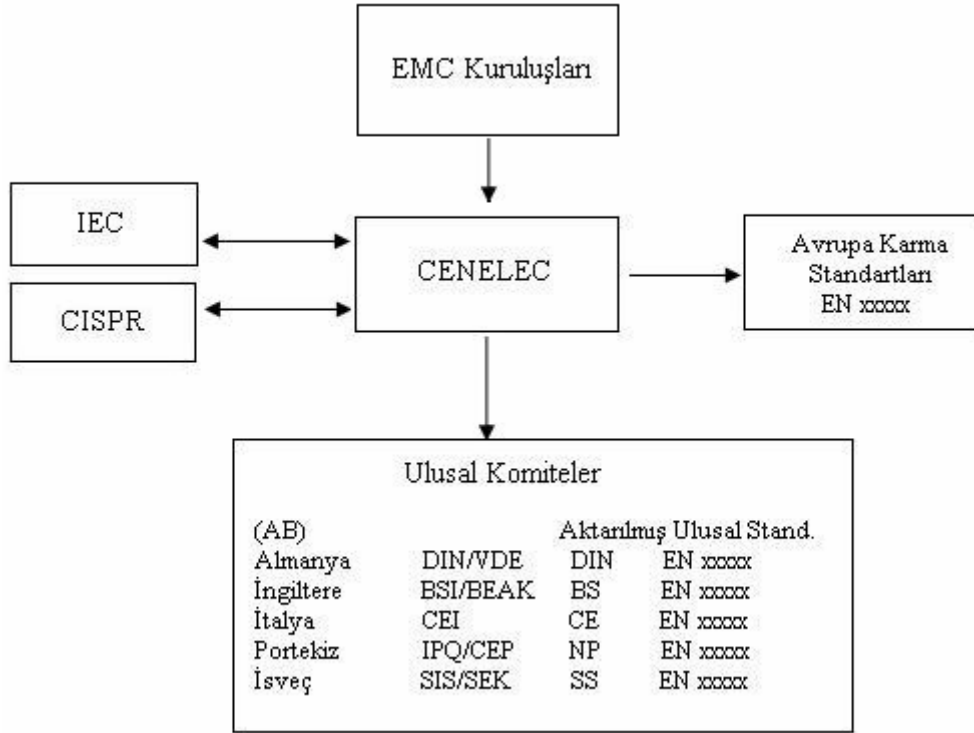 EMC Kuruluşları
IEC
CENELEC
CISPR
Avrupa Karma
Standartları
EN xxxxx
Ulusal Komiteler
(AB) Aktarılmış Ulusal Stand.
Almanya DIN/VDE DIN EN xxxxx
İngiltere BSI/BEAK BS EN xxxxx
İtalya CEI CE EN xxxxx
Portekiz IPQ/CEP NP EN xxxxx
İsveç SIS/SEK SS EN xxxxx